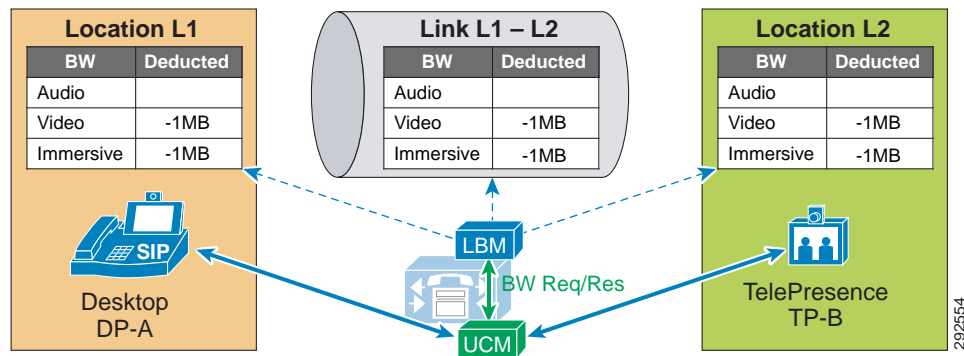 Location L1
BW Deducted
Audio
Video -1MB
Immersive -1MB
SIP
Desktop
DP-A
Link L1 – L2
BW Deducted
Audio
Video -1MB
Immersive -1MB
LBM
BW Req/Res
UCM
Location L2
BW Deducted
Audio
Video -1MB
Immersive -1MB
TelePresence
TP-B
292554